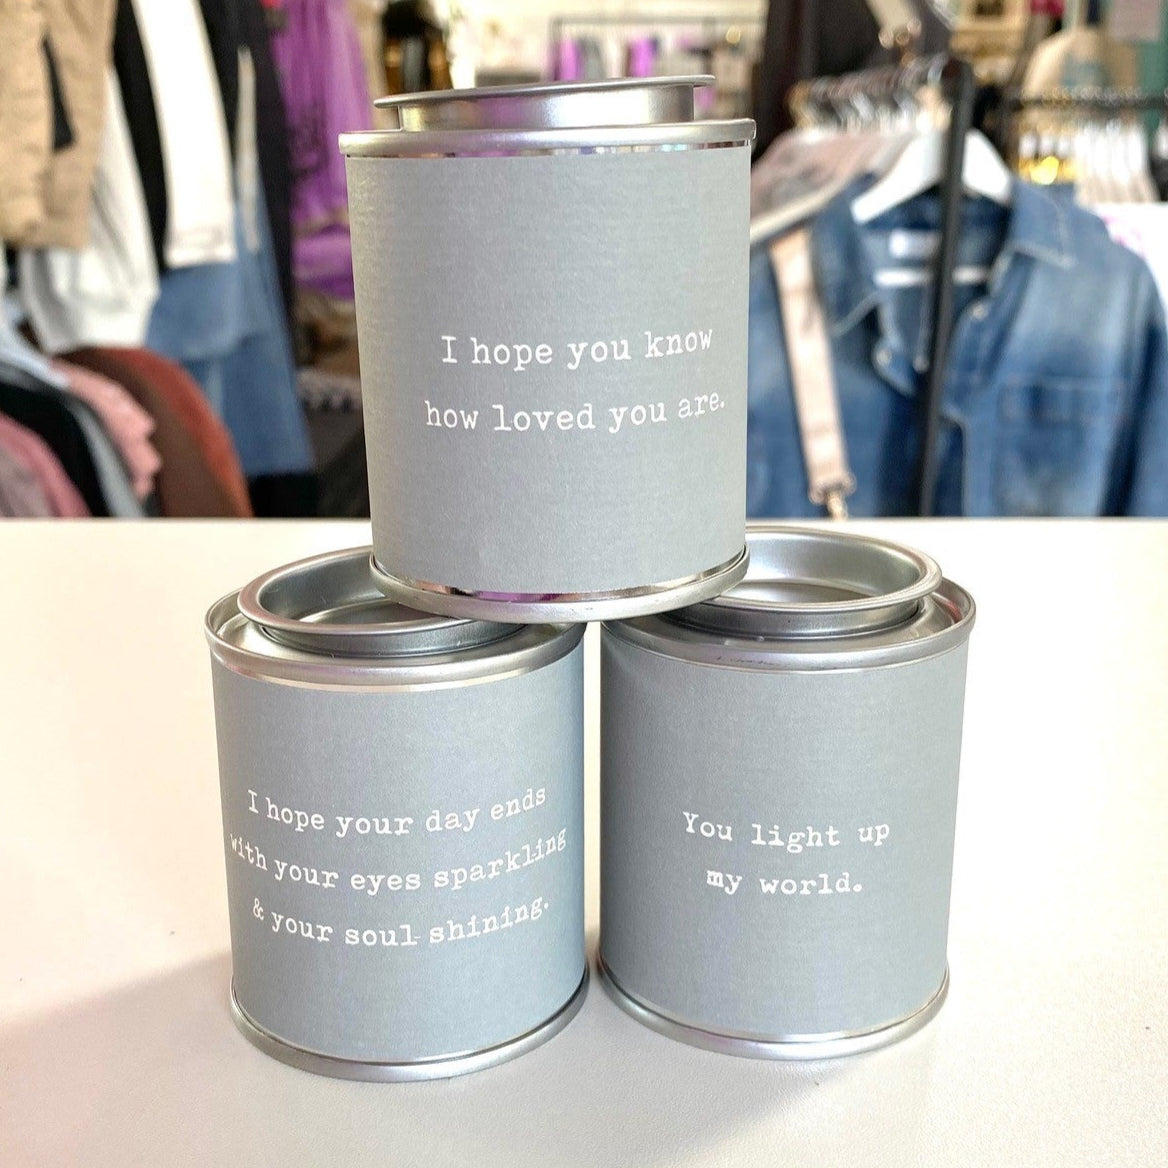 I hope you know
how loved you are.
I hope your day ends
with your eyes sparkling
& your soul shining.
You light up
my world.